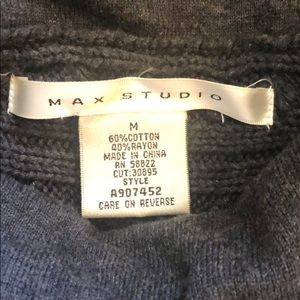 MAX STUDIO
M
60%COTTON
40%RAYON
MADE IN CHINA
RN 58822
CUT:30895
STYLE
A907452
CARE ON REVERSE